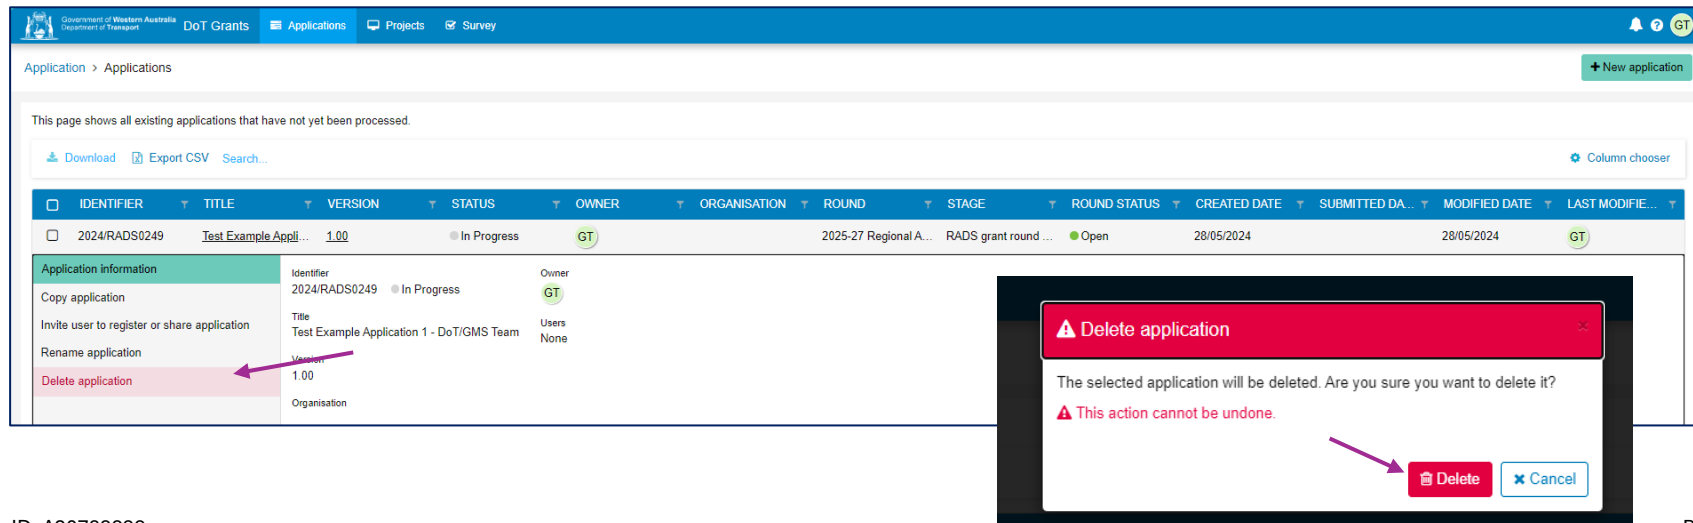 Government of Western Australia
Department of Transport
DoT Grants Applications Projects Survey GT
Application > Applications
+ New application
This page shows all existing applications that have not yet been processed.
Download Export CSV Search... Column chooser
IDENTIFIER TITLE VERSION STATUS OWNER ORGANISATION ROUND STAGE ROUND STATUS CREATED DATE SUBMITTED DA... MODIFIED DATE LAST MODIFIE...
2024/RADS0249 Test Example Appli... 1.00 In Progress GT 2025-27 Regional A... RADS grant round ... Open 28/05/2024 28/05/2024 GT
Application information
Copy application
Invite user to register or share application
Rename application
Delete application
Identifier
2024/RADS0249 In Progress
Title
Test Example Application 1 - DoT/GMS Team
Version
1.00
Organisation
Owner
GT
Users
None
Delete application
The selected application will be deleted. Are you sure you want to delete it?
This action cannot be undone.
Delete Cancel